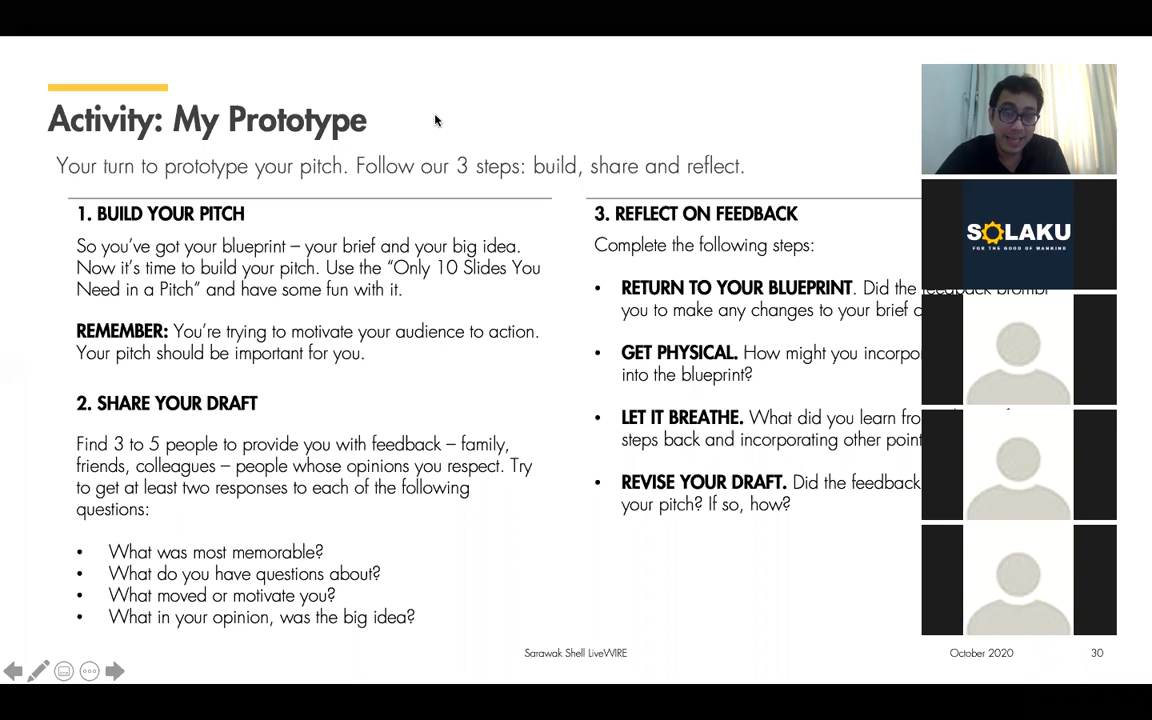 Activity: My Prototype
Your turn to prototype your pitch. Follow our 3 steps: build, share and reflect.
1. BUILD YOUR PITCH
So you’ve got your blueprint – your brief and your big idea.
Now it’s time to build your pitch. Use the “Only 10 Slides You
Need in a Pitch” and have some fun with it.
REMEMBER: You’re trying to motivate your audience to action.
Your pitch should be important for you.
2. SHARE YOUR DRAFT
Find 3 to 5 people to provide you with feedback – family,
friends, colleagues – people whose opinions you respect. Try
to get at least two responses to each of the following
questions:
• What was most memorable?
• What do you have questions about?
• What moved or motivate you?
• What in your opinion, was the big idea?
3. REFLECT ON FEEDBACK
Complete the following steps:
• RETURN TO YOUR BLUEPRINT. Did the
you to make any changes to your brief
• GET PHYSICAL. How might you
into the blueprint?
• LET IT BREATHE. What did you learn
steps back and incorporating other
• REVISE YOUR DRAFT. Did the feedback
your pitch? If so, how?
SOLAKU
FOR THE GOOD OF MANKIND
Sarawak Shell LiveWIRE
October 2020
30